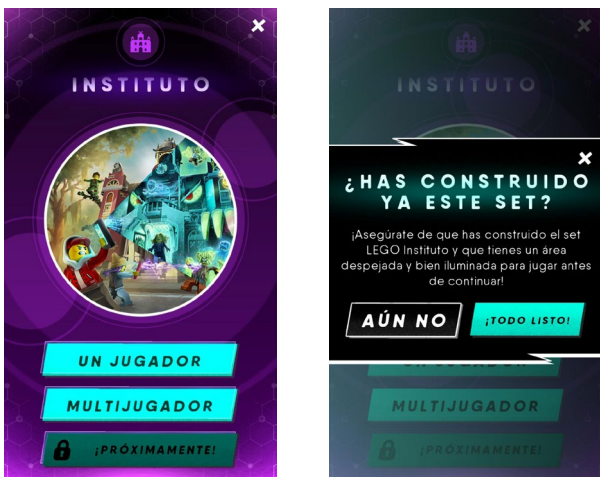 INSTITUTO
UN JUGADOR
MULTIJUGADOR
¡PRÓXIMAMENTE!
INSTITUTO
¿HAS CONSTRUIDO
YA ESTE SET?
¡Asegúrate de que has construido el set
LEGO Instituto y que tienes un área
despejada y bien iluminada para jugar antes
de continuar!
AÚN NO
¡TODO LISTO!
UN JUGADOR
MULTIJUGADOR
¡PRÓXIMAMENTE!